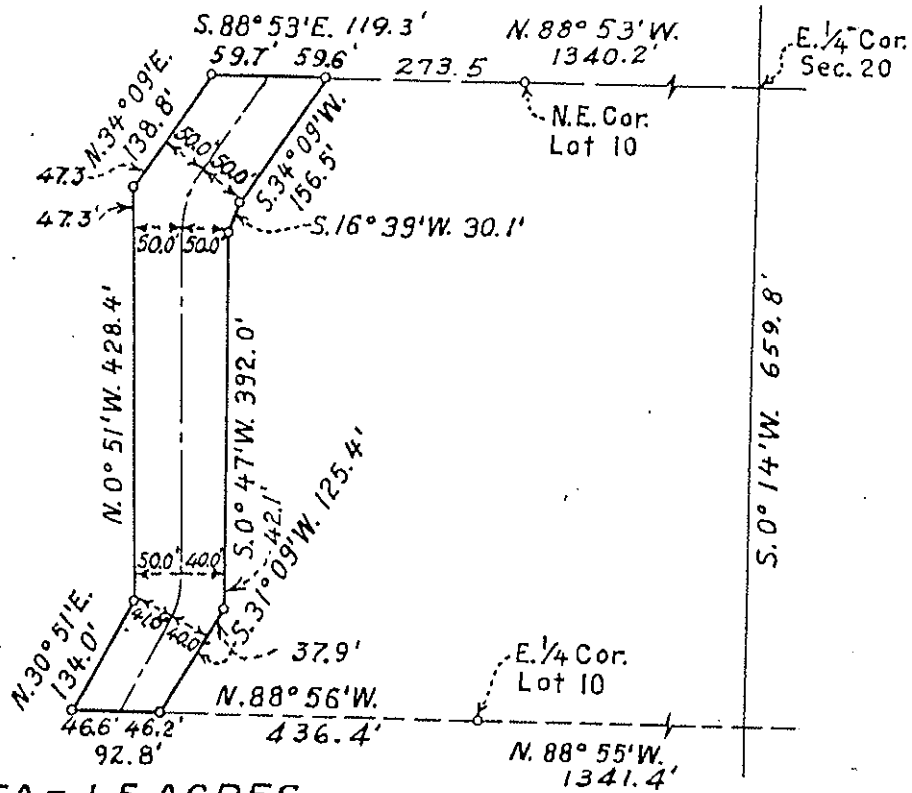 S. 88° 53' E. 119.3'
59.7' 59.6'
N. 88° 53' W.
1340.2'
273.5
E. 1/4 Cor.
Sec. 20
N.E. Cor.
Lot 10
N. 34° 09' E.
138.8'
47.3
47.3'
50.0' 50.0'
S. 34° 09' W.
156.5'
S. 16° 39' W. 30.1'
50.0' 50.0'
N. 0° 51' W. 428.4'
S. 0° 47' W. 392.0'
S. 0° 14' W. 659.8'
42.1'
S. 31° 09' W. 125.4'
50.0' 40.0'
40.0'
37.9'
N. 30° 51' E.
134.0'
E. 1/4 Cor.
Lot 10
N. 88° 56' W.
436.4'
46.6' 46.2'
92.8'
N. 88° 55' W.
1341.4'
= 1.5 ACRES